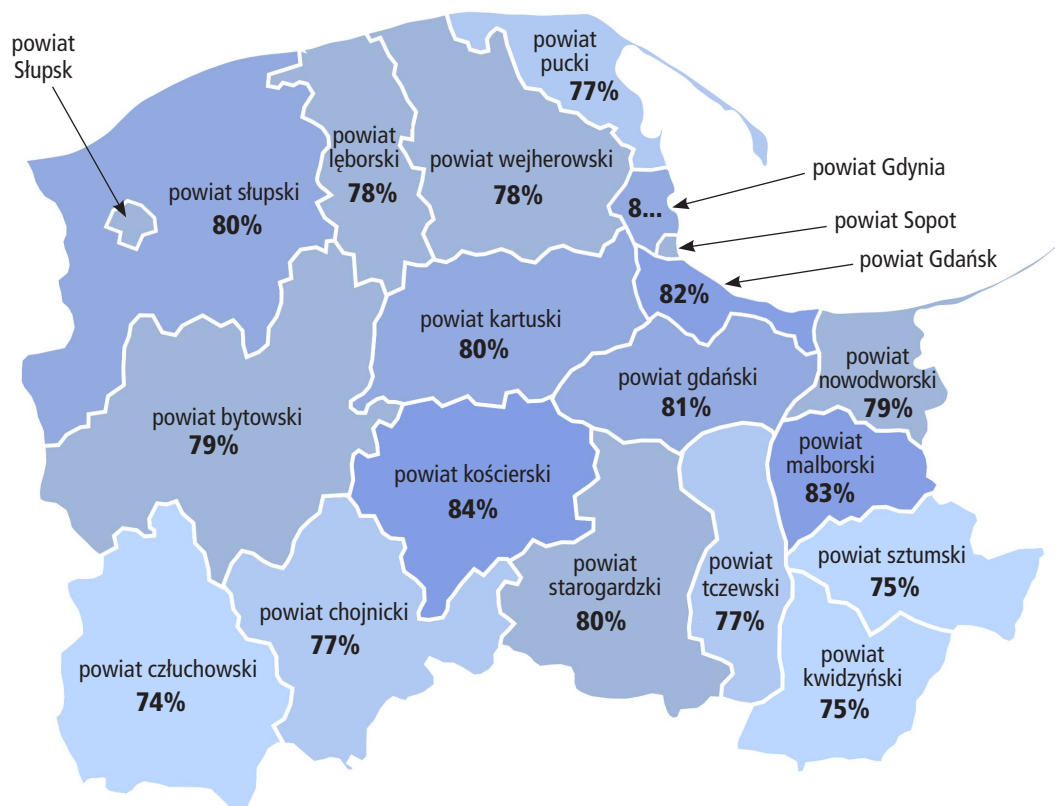 powiat
Słupsk
powiat
pucki
77%
powiat
lęborski
78%
powiat wejherowski
78%
powiat słupski
80%
powiat Gdynia
8...
powiat Sopot
powiat Gdańsk
82%
powiat kartuski
80%
powiat gdański
81%
powiat
nowodworski
79%
powiat bytowski
79%
powiat kościerski
84%
powiat
malborski
83%
powiat
starogardzki
80%
powiat
tczewski
77%
powiat sztumski
75%
powiat chojnicki
77%
powiat człuchowski
74%
powiat
kwidzyński
75%